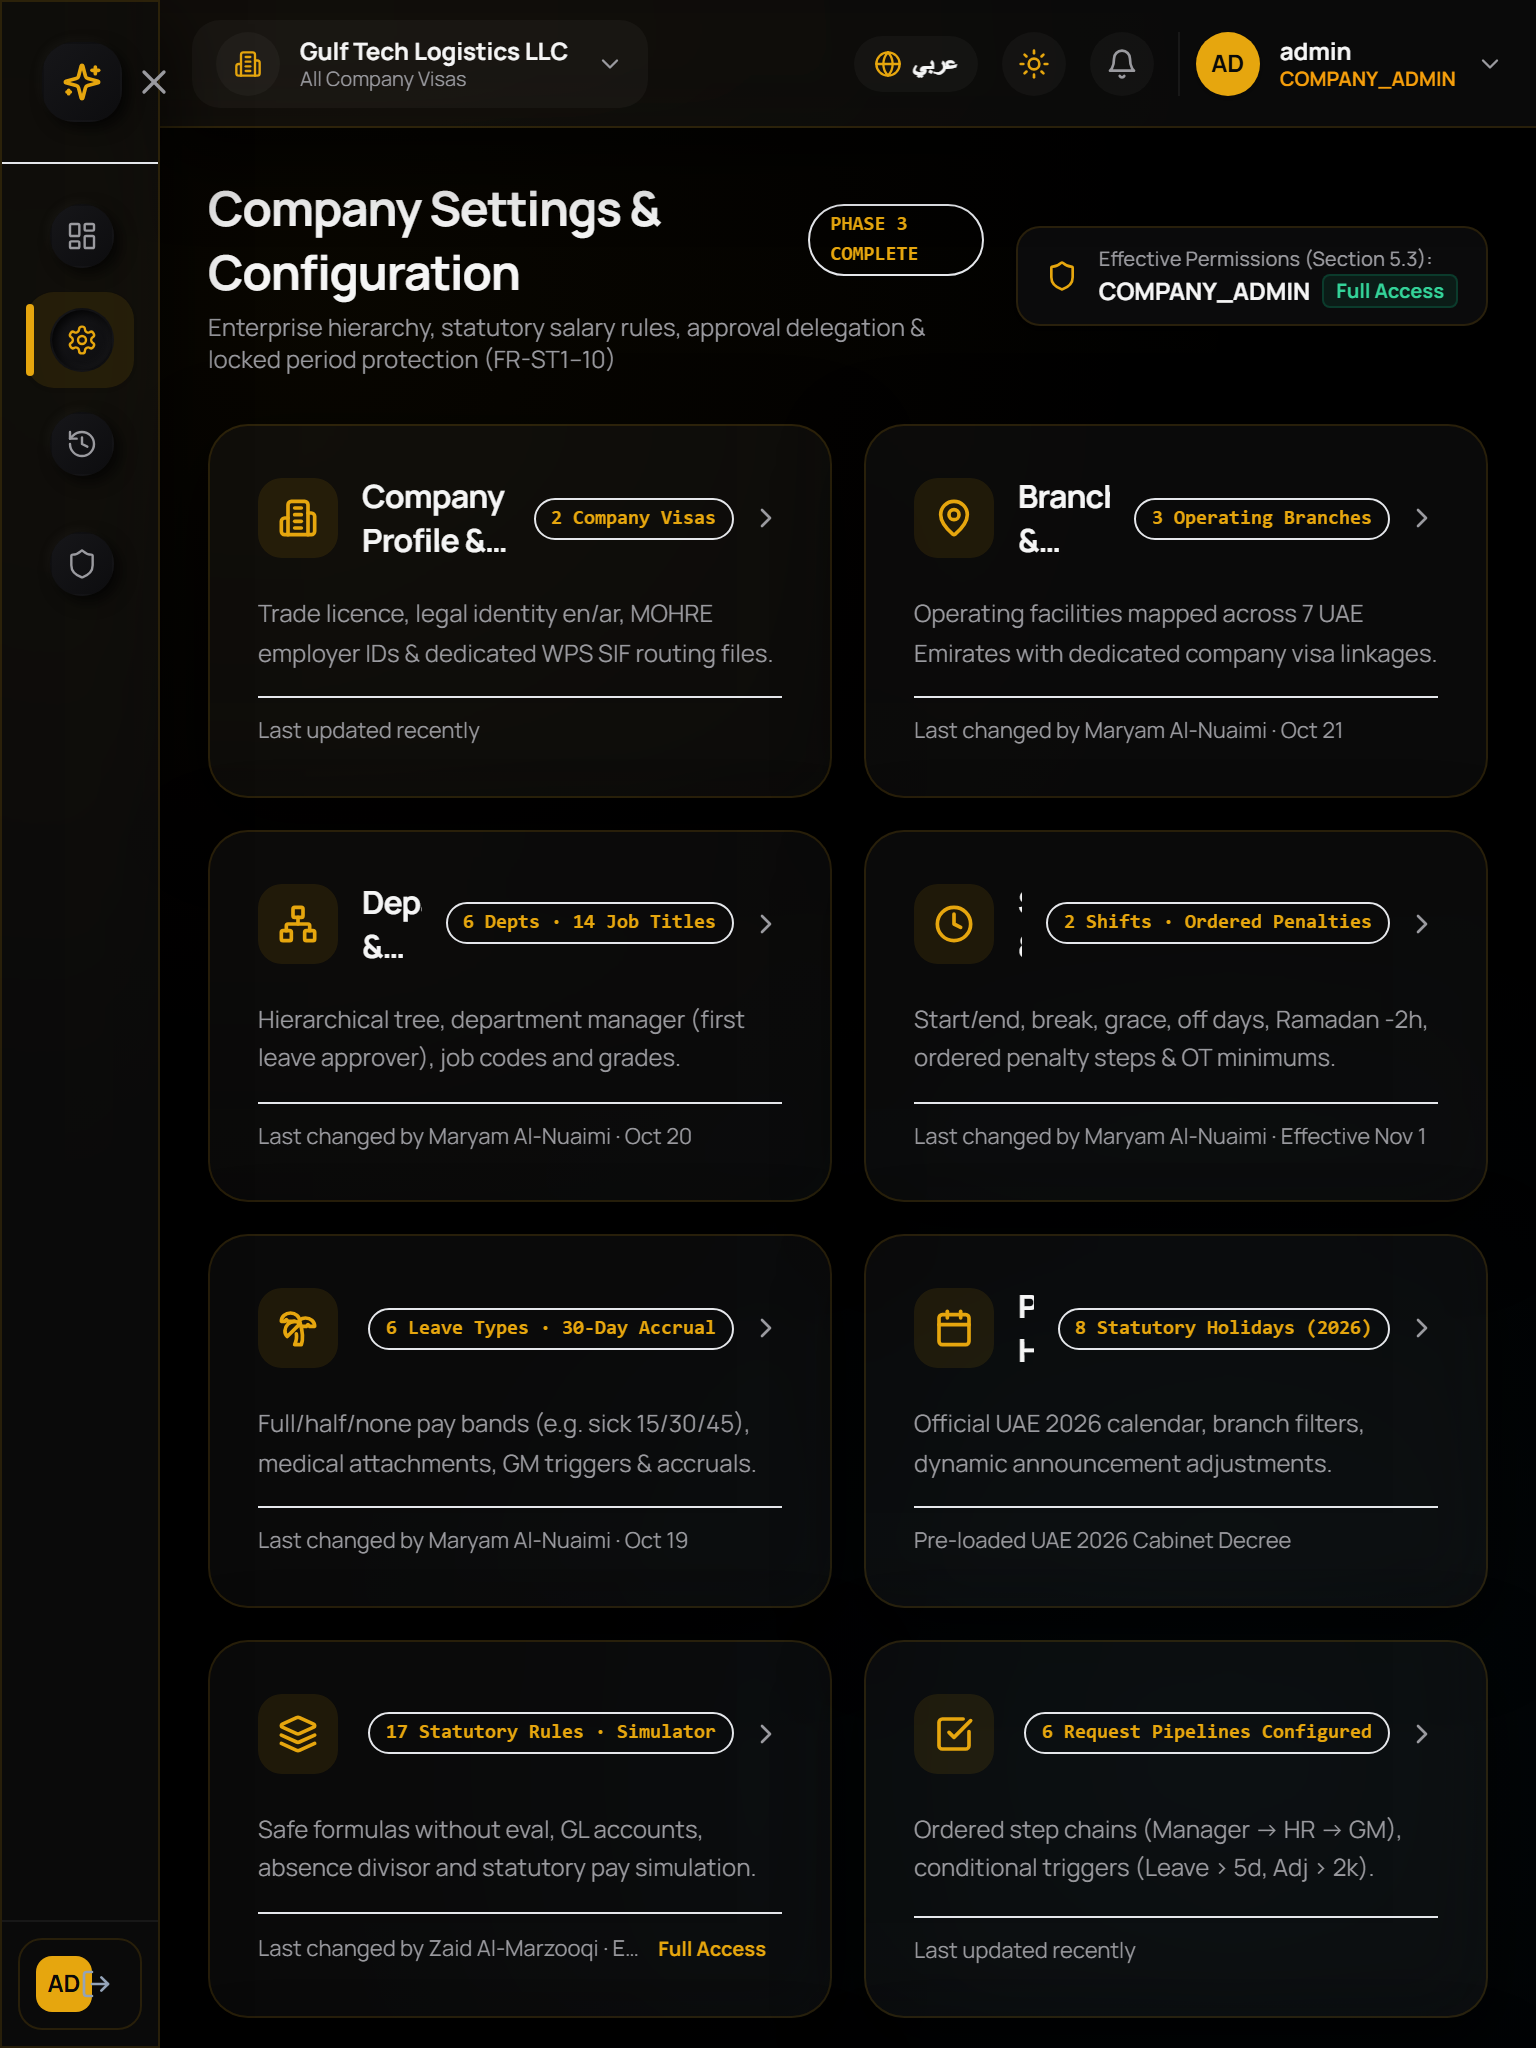 Gulf Tech Logistics LLC
All Company Visas
عربي
AD
admin
COMPANY_ADMIN
Company Settings &
Configuration
PHASE 3
COMPLETE
Enterprise hierarchy, statutory salary rules, approval delegation &
locked period protection (FR-ST1–10)
Effective Permissions (Section 5.3):
COMPANY_ADMIN Full Access
Company
Profile &...
2 Company Visas
Trade licence, legal identity en/ar, MOHRE
employer IDs & dedicated WPS SIF routing files.
Last updated recently
Branch
&...
3 Operating Branches
Operating facilities mapped across 7 UAE
Emirates with dedicated company visa linkages.
Last changed by Maryam Al-Nuaimi · Oct 21
Dep
&...
6 Depts · 14 Job Titles
Hierarchical tree, department manager (first
leave approver), job codes and grades.
Last changed by Maryam Al-Nuaimi · Oct 20
2 Shifts · Ordered Penalties
Start/end, break, grace, off days, Ramadan -2h,
ordered penalty steps & OT minimums.
Last changed by Maryam Al-Nuaimi · Effective Nov 1
6 Leave Types · 30-Day Accrual
Full/half/none pay bands (e.g. sick 15/30/45),
medical attachments, GM triggers & accruals.
Last changed by Maryam Al-Nuaimi · Oct 19
P
H
8 Statutory Holidays (2026)
Official UAE 2026 calendar, branch filters,
dynamic announcement adjustments.
Pre-loaded UAE 2026 Cabinet Decree
17 Statutory Rules · Simulator
Safe formulas without eval, GL accounts,
absence divisor and statutory pay simulation.
Last changed by Zaid Al-Marzooqi · E... Full Access
6 Request Pipelines Configured
Ordered step chains (Manager → HR → GM),
conditional triggers (Leave > 5d, Adj > 2k).
Last updated recently
AD